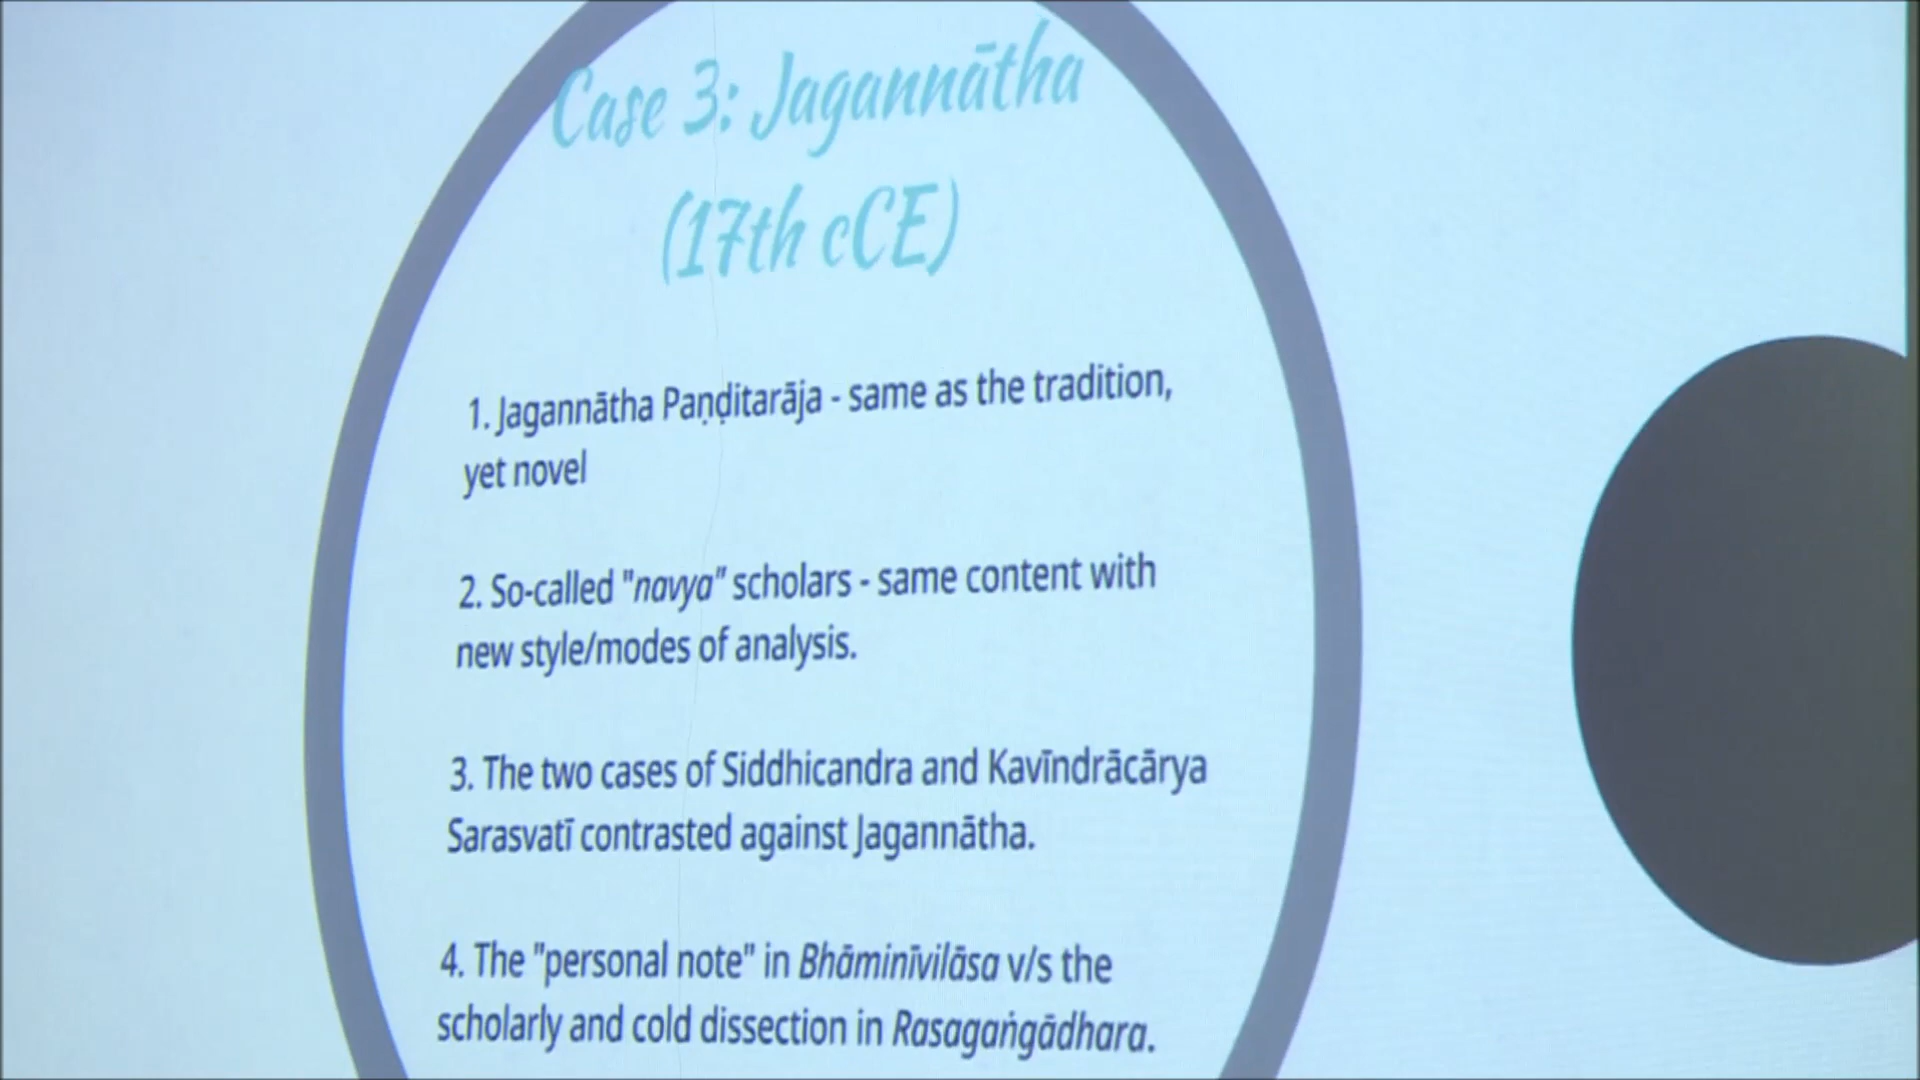 Case 3: Jagannātha
(17th cCE)
1. Jagannātha Paṇḍitarāja - same as the tradition,
yet novel
2. So-called "navya" scholars - same content with
new style/modes of analysis.
3. The two cases of Siddhicandra and Kavīndrācārya
Sarasvatī contrasted against Jagannātha.
4. The "personal note" in Bhāminīvilāsa v/s the
scholarly and cold dissection in Rasagaṅgādhara.